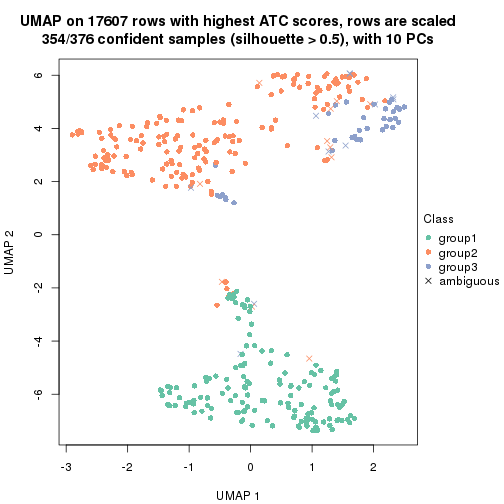 UMAP on 17607 rows with highest ATC scores, rows are scaled
354/376 confident samples (silhouette > 0.5), with 10 PCs
6
4
2
0
-2
-4
-6
UMAP 2
-3
-2
-1
0
1
2
UMAP 1
Class
group1
group2
group3
ambiguous